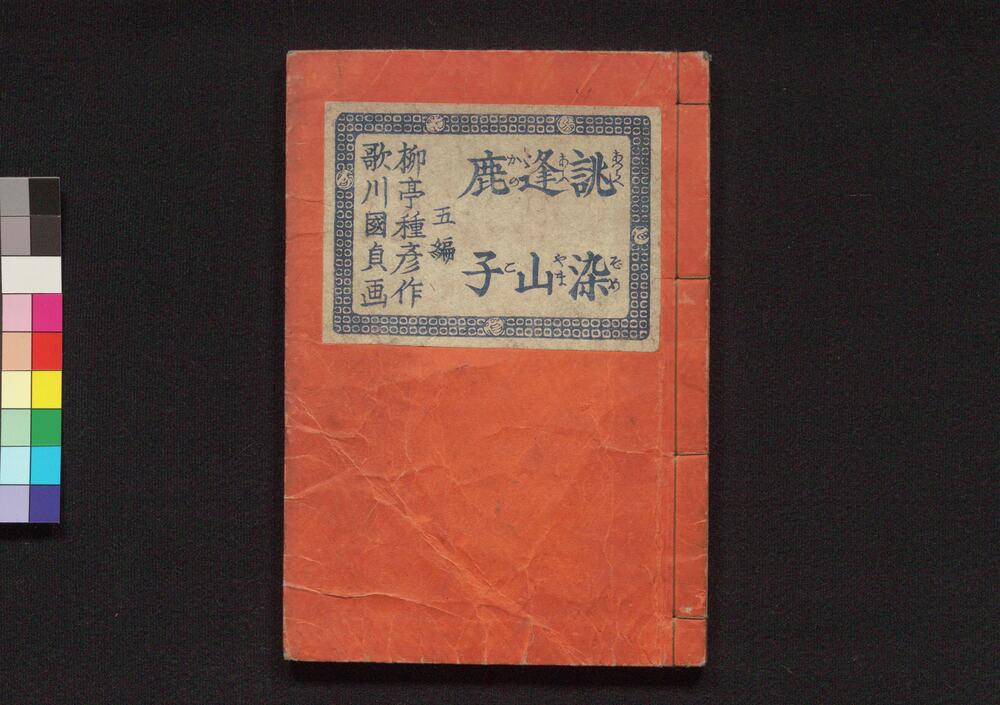 誂染
逢山
鹿子
五編
柳亭種彦作
歌川國貞画